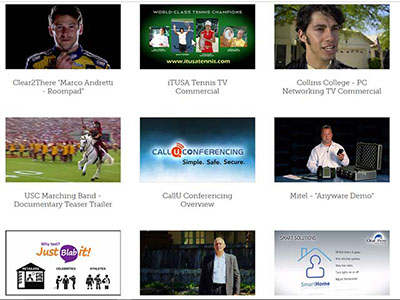 WORLD-CLASS TENNIS CHAMPIONS
www.itusatennis.com
Clear2There "Marco Andretti
- Roompad"
iTUSA Tennis TV
Commercial
Collins College - PC
Networking TV Commercial
CALL U CONFERENCING
Simple. Safe. Secure.
USC Marching Band -
Documentary Teaser Trailer
CallU Conferencing
Overview
Mitel - "Anyware Demo"
Why text?
Just Blab it!
RETAILERS
CELEBRITIES
ATHLETES
SMART SOLUTIONS
SmartHome